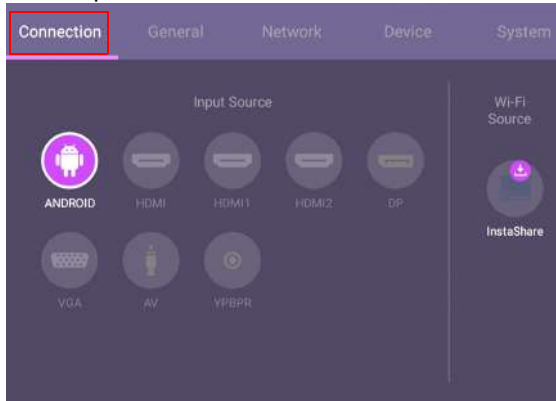 Connection General Network Device System
Input Source
Wi-Fi
Source
ANDROID HDMI HDMI1 HDMI2 DP
InstaShare
VGA AV YPBPR